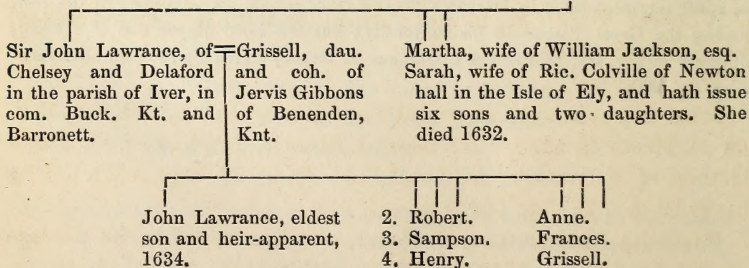 Sir John Lawrance, of
Chelsey and Delaford
in the parish of Iver, in
com. Buck. Kt. and
Barronett.
Grissell, dau.
and coh. of
Jervis Gibbons
of Benenden,
Knt.
Martha, wife of William Jackson, esq.
Sarah, wife of Ric. Colville of Newton
hall in the Isle of Ely, and hath issue
six sons and two daughters. She
died 1632.
John Lawrance, eldest
son and heir-apparent,
1634.
2. Robert.
3. Sampson.
4. Henry.
Anne.
Frances.
Grissell.